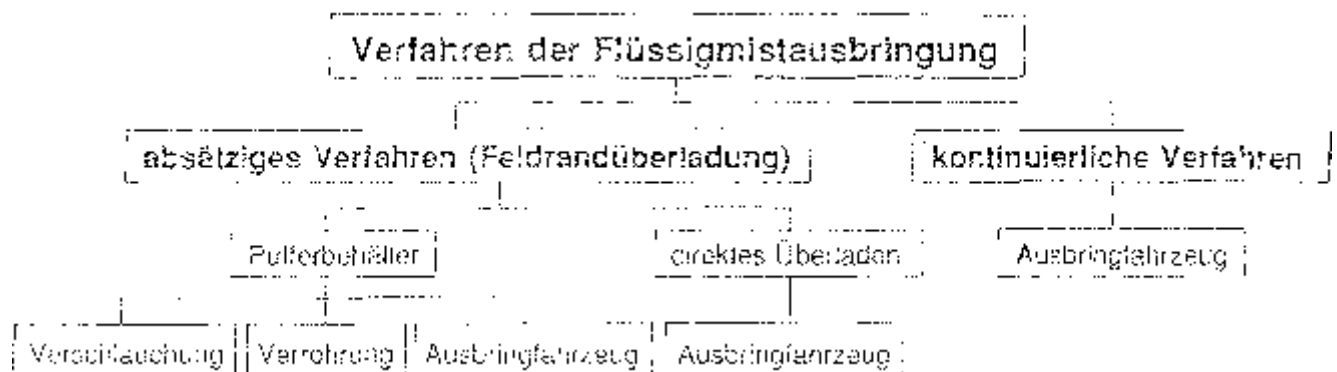 Verfahren der Flüssigmistausbringung
absätziges Verfahren (Feldrandüberladung)
kontinuierliche Verfahren
Pufferbehälter
direktes Überladen
Ausbringfahrzeug
Verschlauchung
Verrohrung
Ausbringfahrzeug
Ausbringfahrzeug